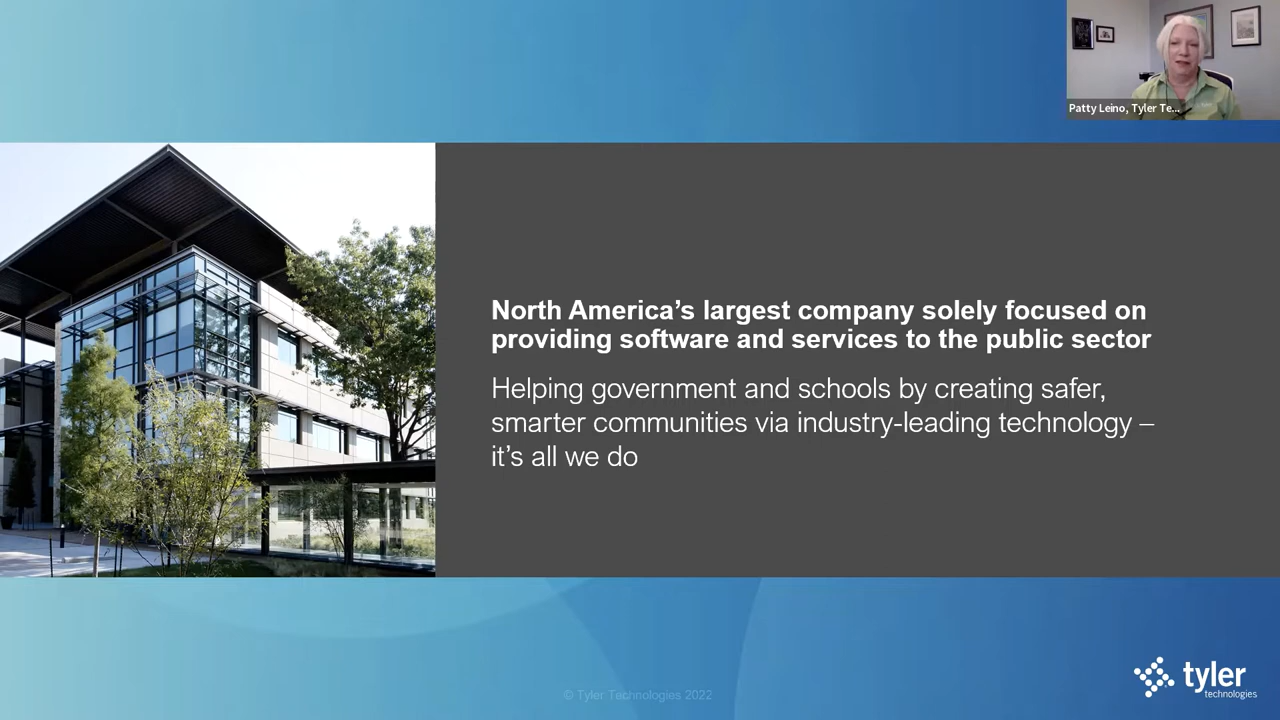 Patty Leino, Tyler Te...
North America’s largest company solely focused on
providing software and services to the public sector
Helping government and schools by creating safer,
smarter communities via industry-leading technology –
it’s all we do
© Tyler Technologies 2022
tyler
technologies